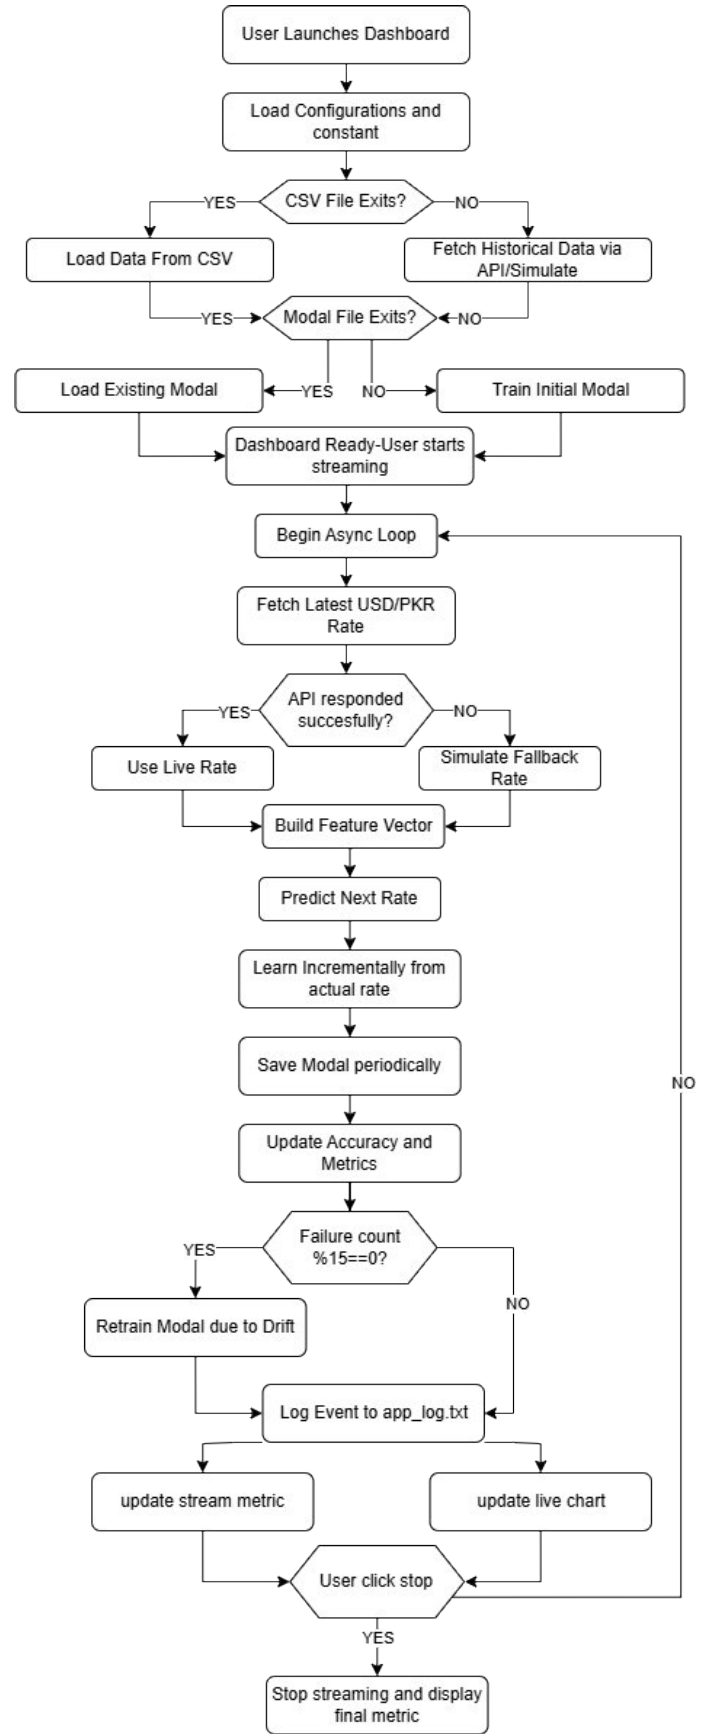 User Launches Dashboard
Load Configurations and
constant
CSV File Exits?
YES
NO
Load Data From CSV
Fetch Historical Data via
API/Simulate
YES
Modal File Exits?
NO
Load Existing Modal
YES
NO
Train Initial Modal
Dashboard Ready-User starts
streaming
Begin Async Loop
Fetch Latest USD/PKR
Rate
API responded
succesfully?
YES
NO
Use Live Rate
Simulate Fallback
Rate
Build Feature Vector
Predict Next Rate
Learn Incrementally from
actual rate
Save Modal periodically
NO
Update Accuracy and
Metrics
Failure count
%15==0?
YES
NO
Retrain Modal due to Drift
Log Event to app_log.txt
update stream metric
update live chart
User click stop
YES
Stop streaming and display
final metric